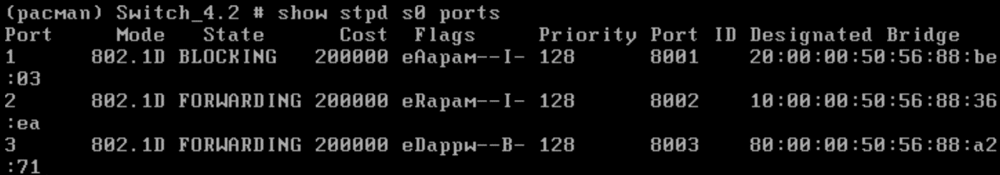 (pacman) Switch_4.2 # show stpd s0 ports
Port     Mode   State      Cost  Flags     Priority Port ID Designated Bridge
1      802.1D BLOCKING   200000 eAapam--I- 128      8001    20:00:00:50:56:88:be
:03
2      802.1D FORWARDING 200000 eRapam--I- 128      8002    10:00:00:50:56:88:36
:ea
3      802.1D FORWARDING 200000 eDappw--B- 128      8003    80:00:00:50:56:88:a2
:71